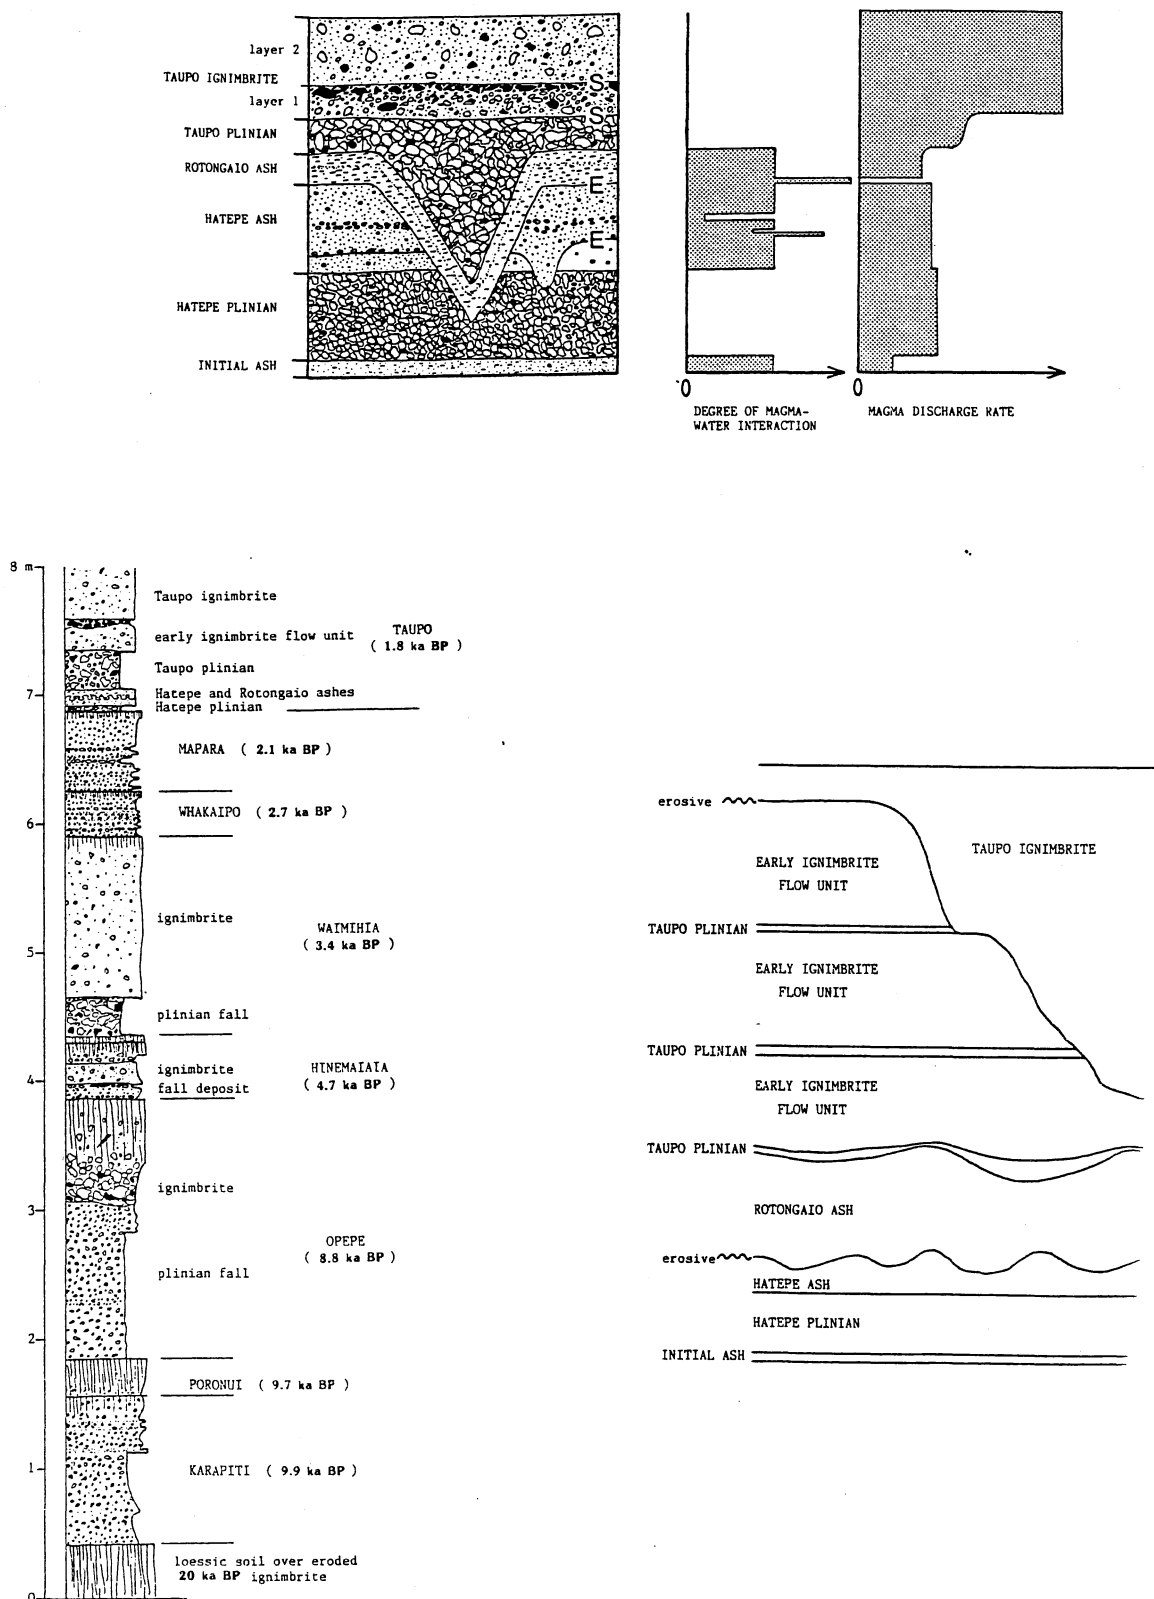 layer 2
TAUPO IGNIMBRITE
layer 1
TAUPO PLINIAN
ROTONGAIO ASH
HATEPE ASH
HATEPE PLINIAN
INITIAL ASH
S
S
E
E
0
DEGREE OF MAGMA-
WATER INTERACTION
0
MAGMA DISCHARGE RATE
8 m
7
6
5
4
3
2
1
0
Taupo ignimbrite
early ignimbrite flow unit
TAUPO
( 1.8 ka BP )
Taupo plinian
Hatepe and Rotongaio ashes
Hatepe plinian
MAPARA ( 2.1 ka BP )
WHAKAIPO ( 2.7 ka BP )
ignimbrite
WAIMIHIA
( 3.4 ka BP )
plinian fall
ignimbrite
HINEMAIAIA
fall deposit
( 4.7 ka BP )
ignimbrite
OPEPE
( 8.8 ka BP )
plinian fall
PORONUI ( 9.7 ka BP )
KARAPITI ( 9.9 ka BP )
loessic soil over eroded
20 ka BP ignimbrite
erosive
EARLY IGNIMBRITE
FLOW UNIT
TAUPO IGNIMBRITE
TAUPO PLINIAN
EARLY IGNIMBRITE
FLOW UNIT
TAUPO PLINIAN
EARLY IGNIMBRITE
FLOW UNIT
TAUPO PLINIAN
ROTONGAIO ASH
erosive
HATEPE ASH
HATEPE PLINIAN
INITIAL ASH